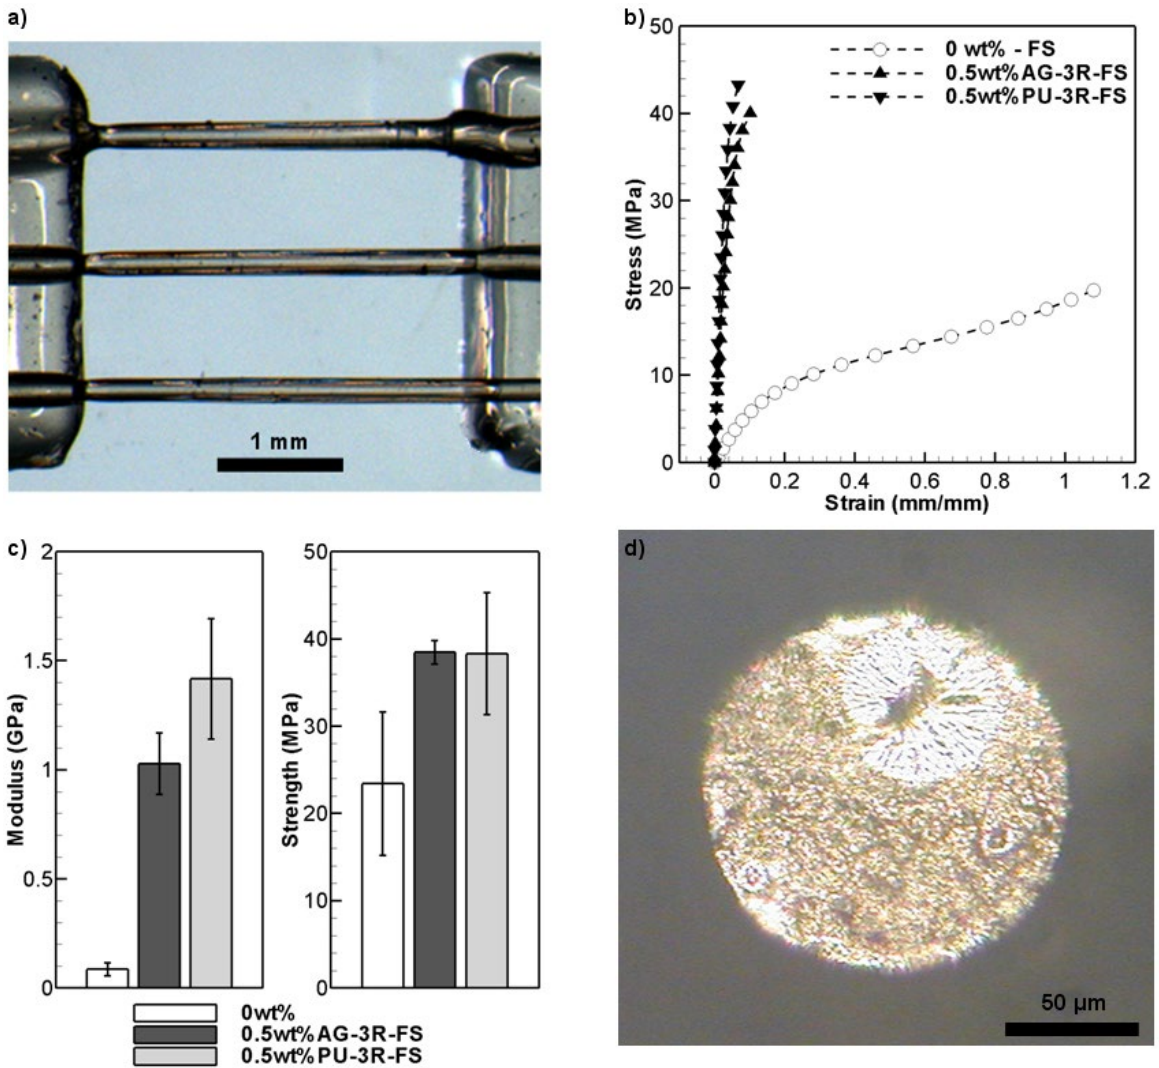 a)
1 mm
b)
50
40
30
20
10
0
Stress (MPa)
0 wt% - FS
0.5wt% AG-3R-FS
0.5wt% PU-3R-FS
0 0.2 0.4 0.6 0.8 1 1.2
Strain (mm/mm)
c)
2
1.5
1
0.5
0
Modulus (GPa)
50
40
30
20
10
0
Strength (MPa)
0wt%
0.5wt% AG-3R-FS
0.5wt% PU-3R-FS
d)
50 µm